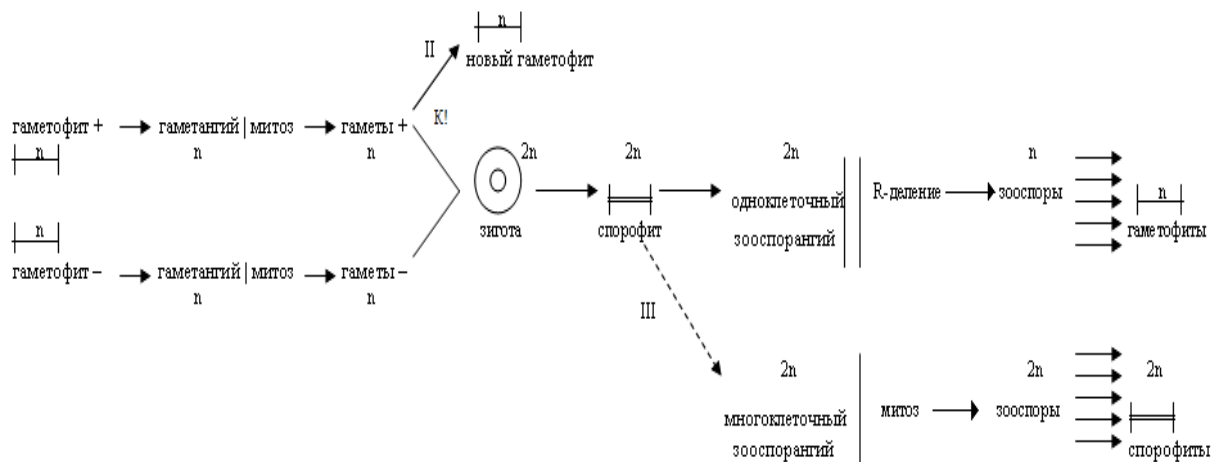 n
II
новый гаметофит
К!
гаметофит + гаметангий | митоз гаметы +
n n n
2n 2n 2n n
одноклеточный R-деление зооспоры n
зигота спорофит зооспорангий гаметофиты
n
гаметофит – гаметангий | митоз гаметы –
n n
III
2n 2n 2n
многоклеточный митоз зооспоры
зооспорангий спорофиты